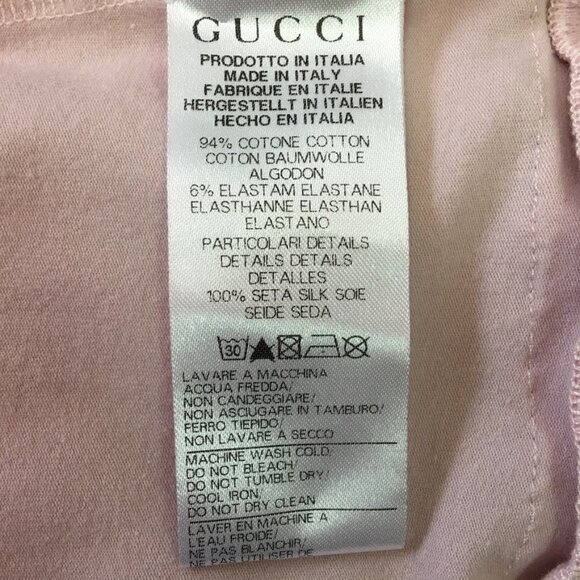 GUCCI
PRODOTTO IN ITALIA
MADE IN ITALY
FABRIQUE EN ITALIE
HERGESTELLT IN ITALIEN
HECHO EN ITALIA
94% COTONE COTTON
COTON BAUMWOLLE
ALGODON
6% ELASTAM ELASTANE
ELASTHANNE ELASTHAN
ELASTANO
PARTICOLARI DETAILS
DETAILS DETAILS
DETALLES
100% SETA SILK SOIE
SEIDE SEDA
30
LAVARE A MACCHINA
ACQUA FREDDA/
NON CANDEGGIARE/
NON ASCIUGARE IN TAMBURO/
FERRO TIEPIDO/
NON LAVARE A SECCO
MACHINE WASH COLD/
DO NOT BLEACH/
DO NOT TUMBLE DRY/
COOL IRON/
DO NOT DRY CLEAN
LAVER EN MACHINE A
L'EAU FROIDE/
NE PAS BLANCHIR/
NE PAS UTILISER DE